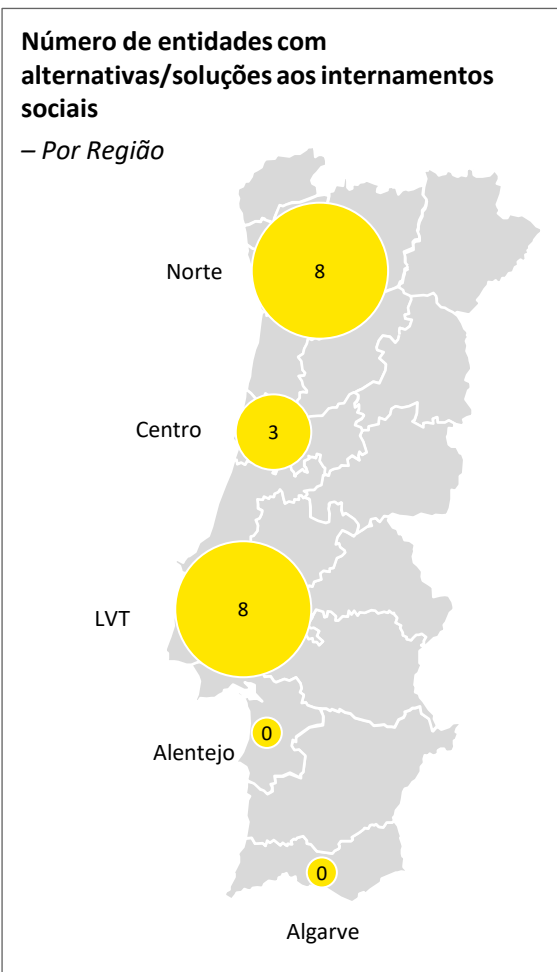 Número de entidades com
alternativas/soluções aos internamentos
sociais
– Por Região
Norte
8
Centro
3
LVT
8
Alentejo
0
0
Algarve